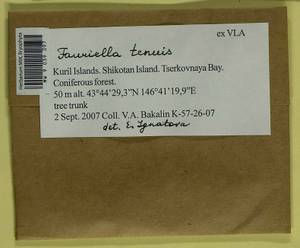 ex VLA
Fauriella tenuis
Kuril Islands. Shikotan Island. Tserkovnaya Bay.
Coniferous forest.
50 m alt. 43°44'29,3"N 146°41'19,9"E
tree trunk
2 Sept. 2007 Coll. V.A. Bakalin K-57-26-07
det. E. Ignatova